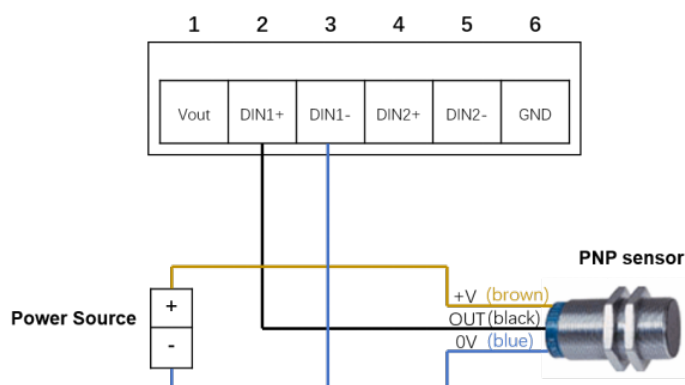 1 2 3 4 5 6
Vout DIN1+ DIN1- DIN2+ DIN2- GND
PNP sensor
+V (brown)
Power Source + OUT (black)
- 0V (blue)